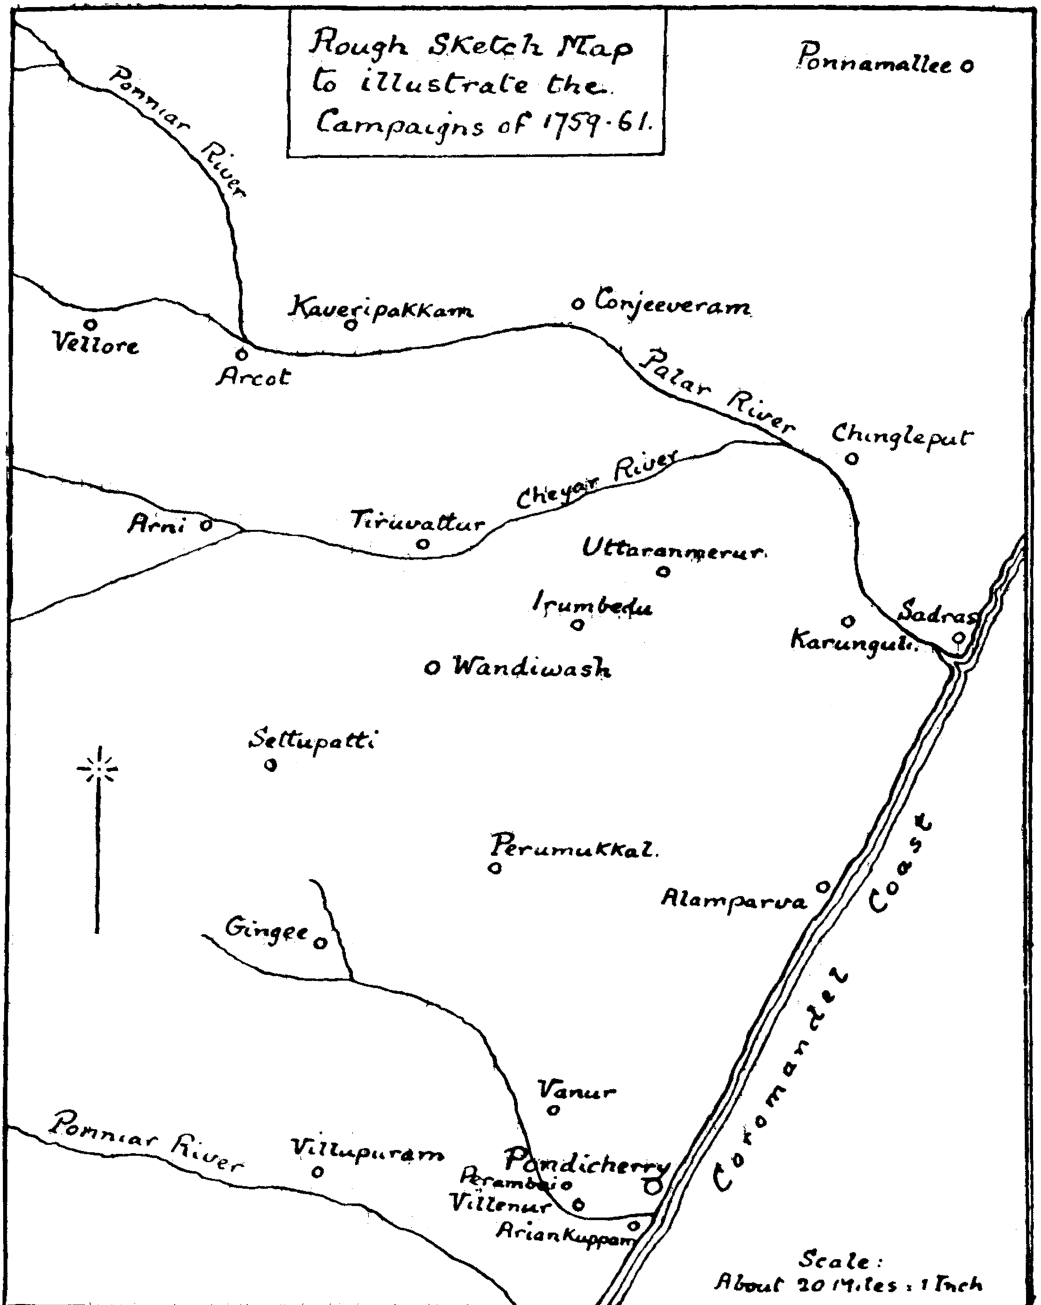 Rough Sketch Map
to illustrate the.
Campaigns of 1759-61.
Ponnamallee
Ponniar River
Kaveripakkam
Conjeeveram
Vellore
Arcot
Palar River
Chingleput
Cheyar River
Arni
Tiruvattur
Uttaranmerur.
Irumbedu
Sadras
Karunguli.
Wandiwash
Settupatti
Perumukkal.
Alamparva
Coromandel Coast
Gingee
Vanur
Ponniar River
Villupuram
Pondicherry
Perambai
Villenur
ArianKuppam
Scale:
About 20 Miles = 1 Inch